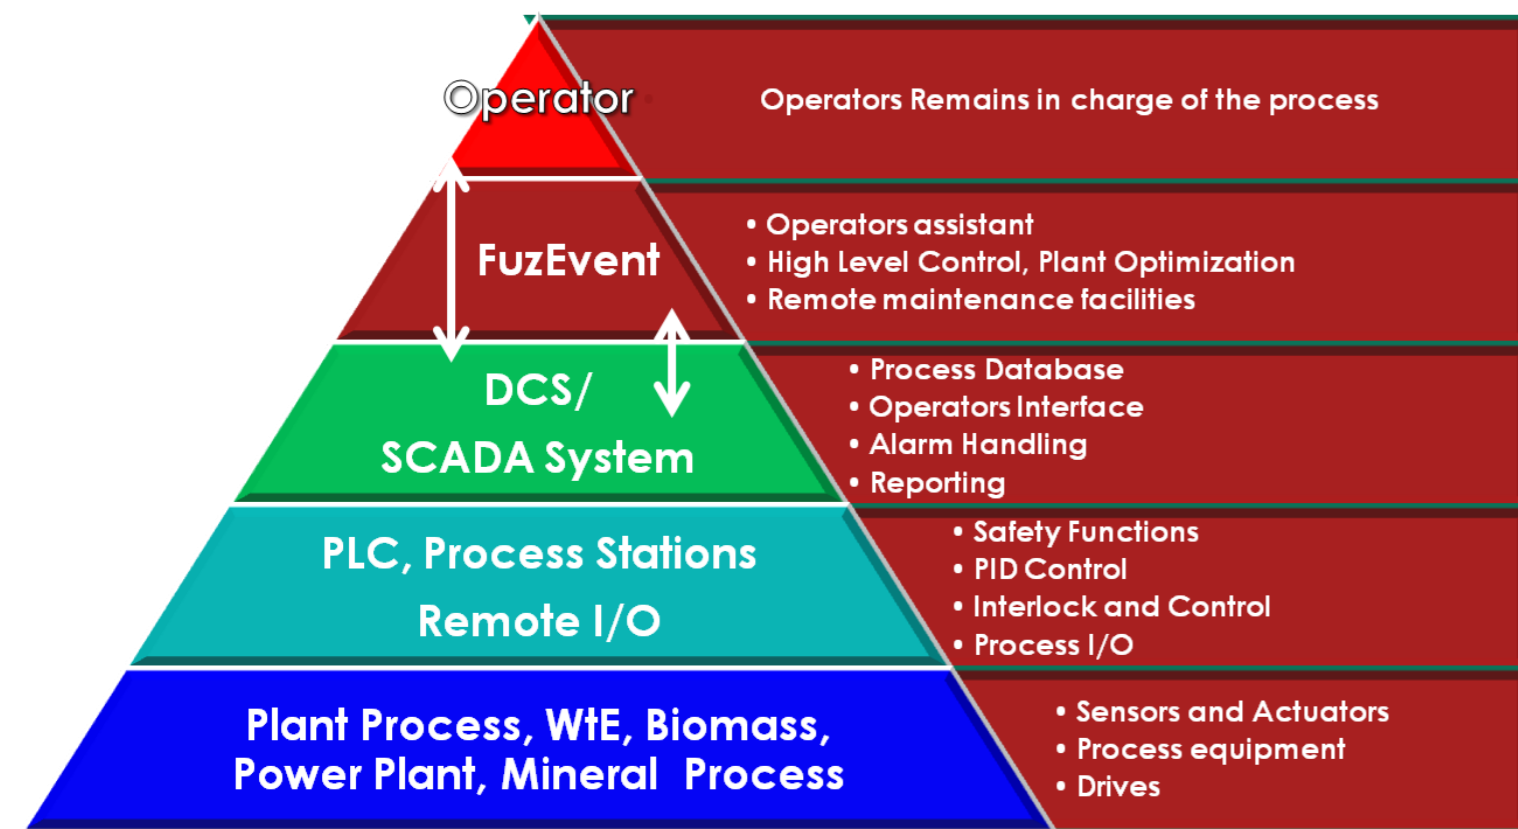 Operator
Operators Remains in charge of the process
FuzEvent
• Operators assistant
• High Level Control, Plant Optimization
• Remote maintenance facilities
DCS/
SCADA System
• Process Database
• Operators Interface
• Alarm Handling
• Reporting
PLC, Process Stations
Remote I/O
• Safety Functions
• PID Control
• Interlock and Control
• Process I/O
Plant Process, WtE, Biomass,
Power Plant, Mineral Process
• Sensors and Actuators
• Process equipment
• Drives